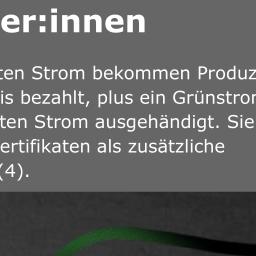 er:innen
ten Strom bekommen Produz
is bezahlt, plus ein Grünstron
ten Strom ausgehändigt. Sie
ertifikaten als zusätzliche
(4).